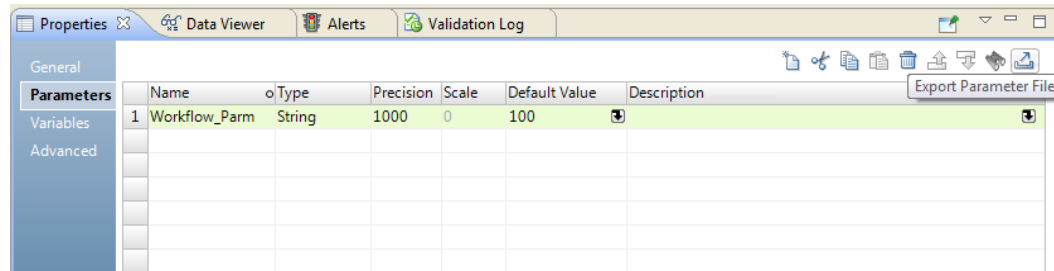 Properties Data Viewer Alerts Validation Log
General
Export Parameter File
Parameters Name Type Precision Scale Default Value Description
1 Workflow_Parm String 1000 0 100
Variables
Advanced